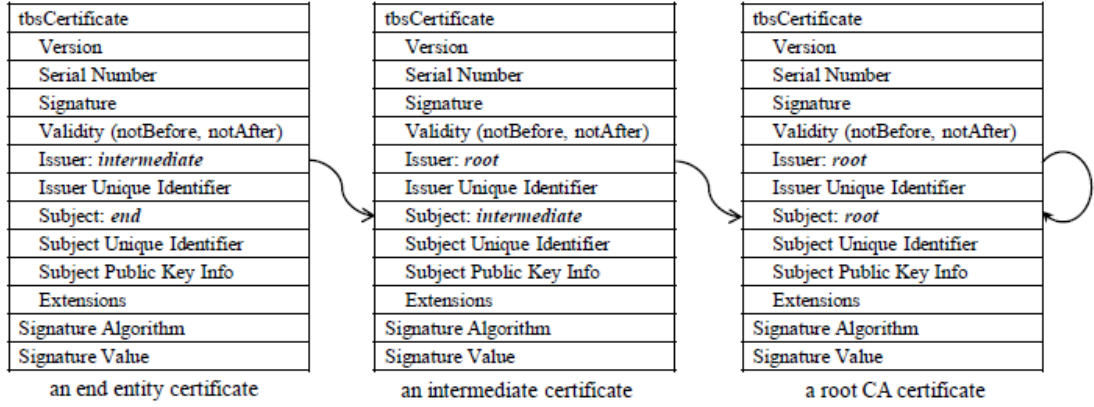 tbsCertificate
Version
Serial Number
Signature
Validity (notBefore, notAfter)
Issuer: intermediate
Issuer Unique Identifier
Subject: end
Subject Unique Identifier
Subject Public Key Info
Extensions
Signature Algorithm
Signature Value
an end entity certificate
tbsCertificate
Version
Serial Number
Signature
Validity (notBefore, notAfter)
Issuer: root
Issuer Unique Identifier
Subject: intermediate
Subject Unique Identifier
Subject Public Key Info
Extensions
Signature Algorithm
Signature Value
an intermediate certificate
tbsCertificate
Version
Serial Number
Signature
Validity (notBefore, notAfter)
Issuer: root
Issuer Unique Identifier
Subject: root
Subject Unique Identifier
Subject Public Key Info
Extensions
Signature Algorithm
Signature Value
a root CA certificate